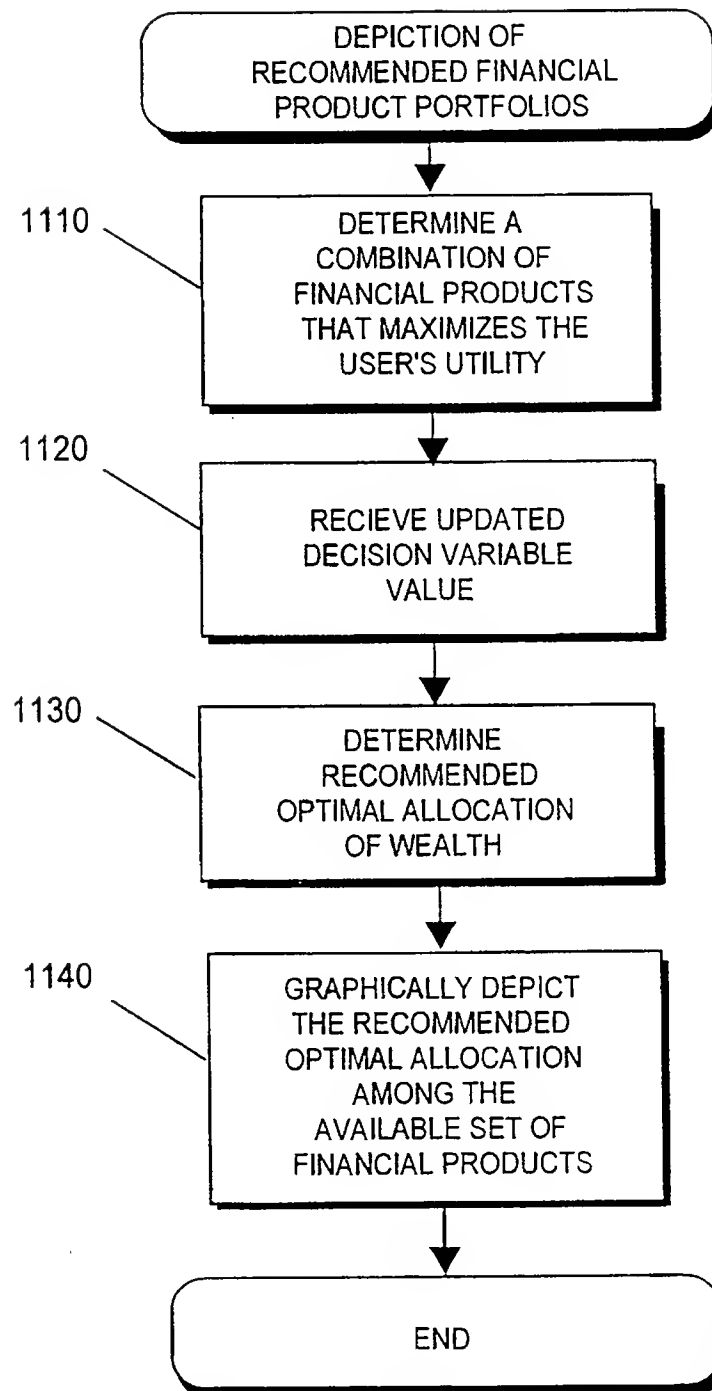 DEPICTION OF
RECOMMENDED FINANCIAL
PRODUCT PORTFOLIOS
1110
DETERMINE A
COMBINATION OF
FINANCIAL PRODUCTS
THAT MAXIMIZES THE
USER'S UTILITY
1120
RECIEVE UPDATED
DECISION VARIABLE
VALUE
1130
DETERMINE
RECOMMENDED
OPTIMAL ALLOCATION
OF WEALTH
1140
GRAPHICALLY DEPICT
THE RECOMMENDED
OPTIMAL ALLOCATION
AMONG THE
AVAILABLE SET OF
FINANCIAL PRODUCTS
END